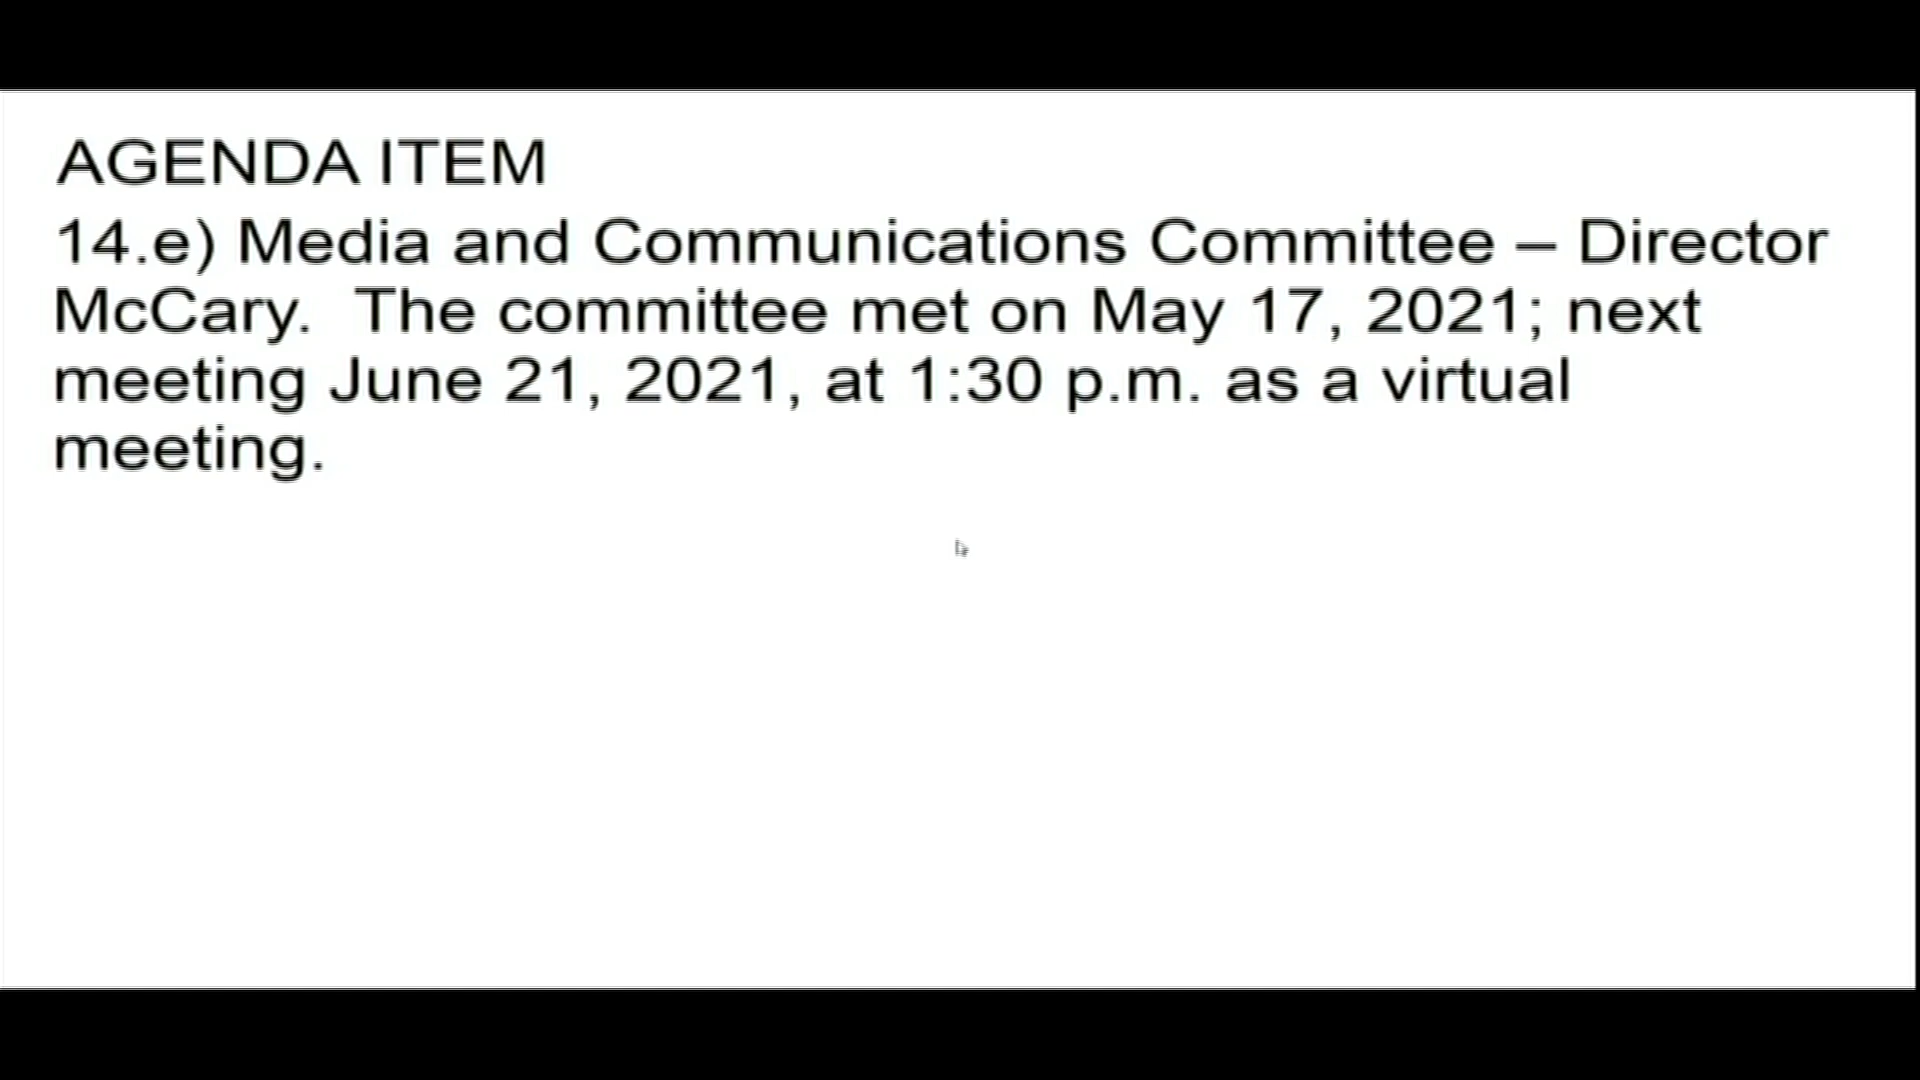 AGENDA ITEM
14.e) Media and Communications Committee – Director
McCary.  The committee met on May 17, 2021; next
meeting June 21, 2021, at 1:30 p.m. as a virtual
meeting.